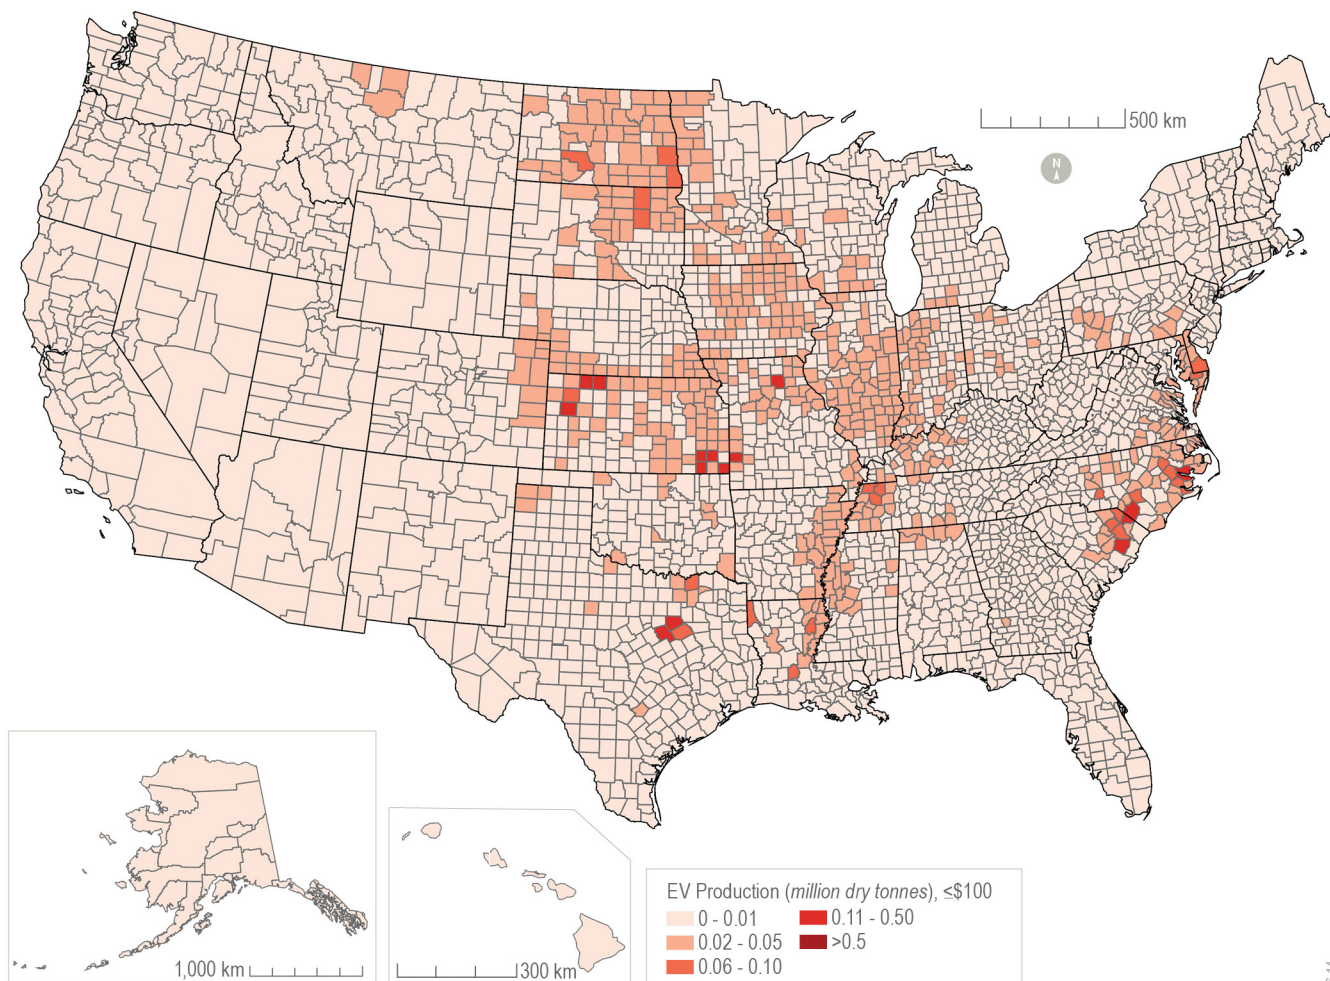 500 km
N
EV Production (million dry tonnes), ≤$100
0 - 0.01
0.11 - 0.50
0.02 - 0.05
>0.5
0.06 - 0.10
1,000 km
300 km